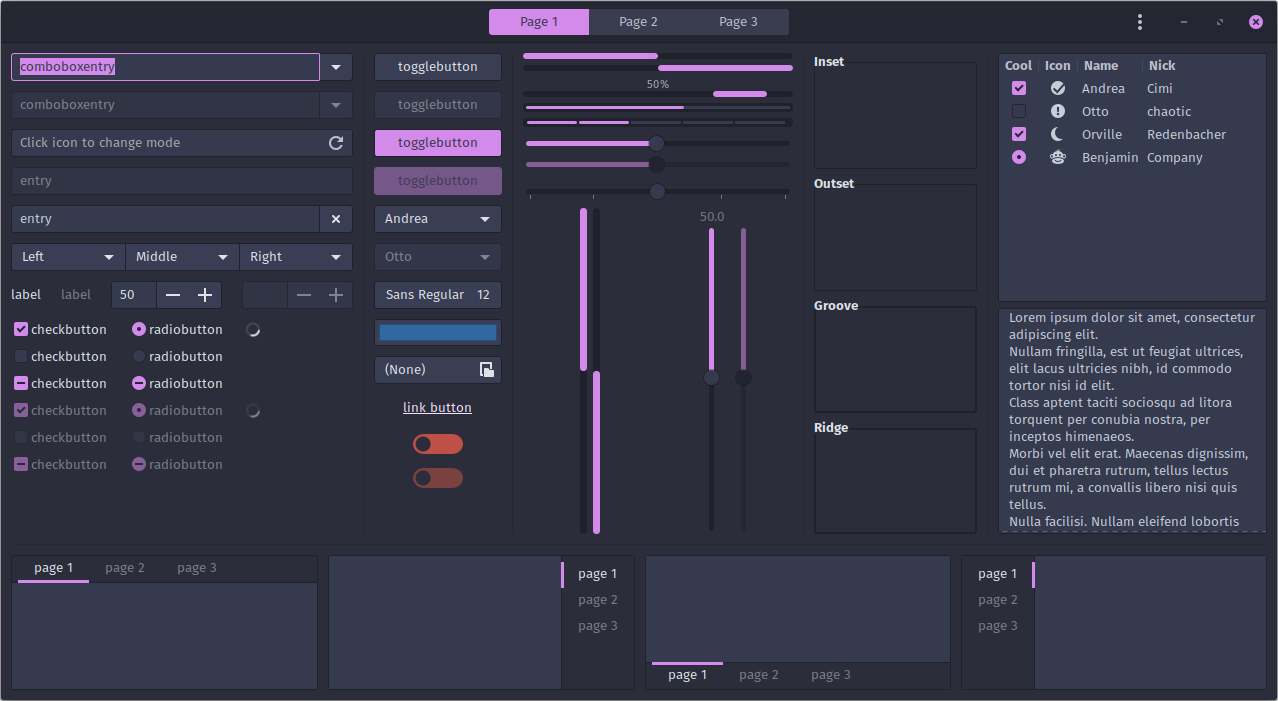 Page 1 Page 2 Page 3
comboboxentry
comboboxentry
Click icon to change mode
entry
entry
Left Middle Right
label label 50
checkbutton radiobutton
checkbutton radiobutton
checkbutton radiobutton
checkbutton radiobutton
checkbutton radiobutton
checkbutton radiobutton
togglebutton
togglebutton
togglebutton
togglebutton
Andrea
Otto
Sans Regular 12
(None)
link button
50%
50.0
Inset
Outset
Groove
Ridge
Cool Icon Name Nick
Andrea Cimi
Otto chaotic
Orville Redenbacher
Benjamin Company
Lorem ipsum dolor sit amet, consectetur
adipiscing elit.
Nullam fringilla, est ut feugiat ultrices,
elit lacus ultricies nibh, id commodo
tortor nisi id elit.
Class aptent taciti sociosqu ad litora
torquent per conubia nostra, per
inceptos himenaeos.
Morbi vel elit erat. Maecenas dignissim,
dui et pharetra rutrum, tellus lectus
rutrum mi, a convallis libero nisi quis
tellus.
Nulla facilisi. Nullam eleifend lobortis
page 1 page 2 page 3
page 1
page 2
page 3
page 1 page 2 page 3
page 1
page 2
page 3